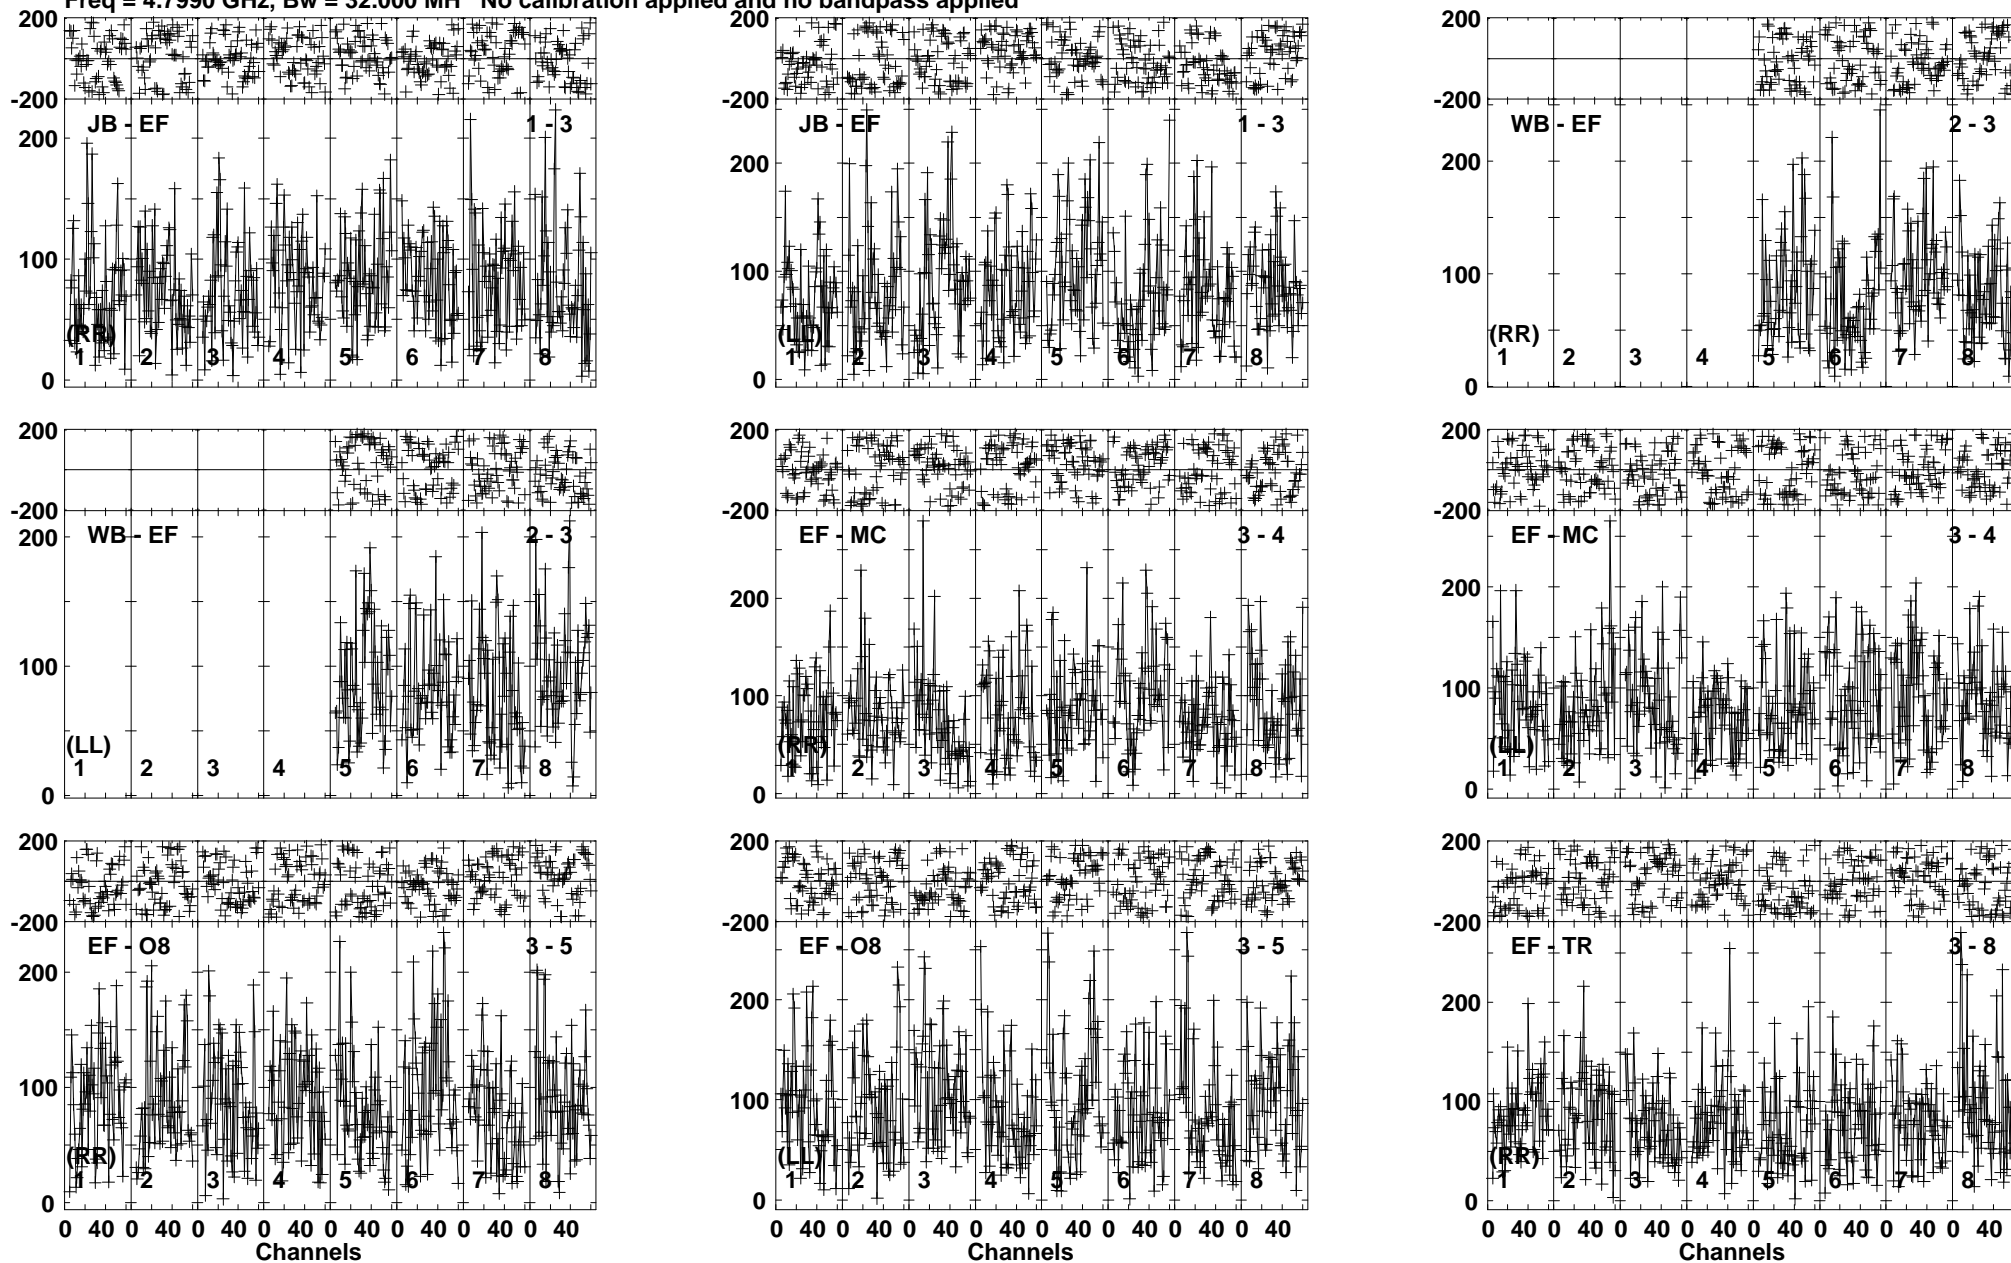 Freq = 4.7990 GHz, Bw = 32.000 MH No calibration applied and no bandpass applied
200 200 200
-200 -200 -200
JB - EF 1 - 3 JB - EF 1 - 3 WB - EF 2 - 3
200 200 200
100 100 100
(RR) (LL) (RR)
1 2 3 4 5 6 7 8 1 2 3 4 5 6 7 8 1 2 3 4 5 6 7 8
0 0 0
200 200 200
-200 -200 -200
WB - EF 2 - 3 EF - MC 3 - 4 EF - MC 3 - 4
200 200 200
100 100 100
(LL) (RR) (LL)
1 2 3 4 5 6 7 8 1 2 3 4 5 6 7 8 1 2 3 4 5 6 7 8
0 0 0
200 200 200
-200 -200 -200
EF - O8 3 - 5 EF - O8 3 - 5 EF - TR 3 - 8
200 200 200
100 100 100
(RR) (LL) (RR)
1 2 3 4 5 6 7 8 1 2 3 4 5 6 7 8 1 2 3 4 5 6 7 8
0 0 0
0 40 0 40 0 40 0 40 0 40 0 40 0 40 0 40 0 40 0 40 0 40 0 40 0 40 0 40 0 40 0 40 0 40 0 40 0 40 0 40 0 40 0 40 0 40 0 40
Channels Channels Channels